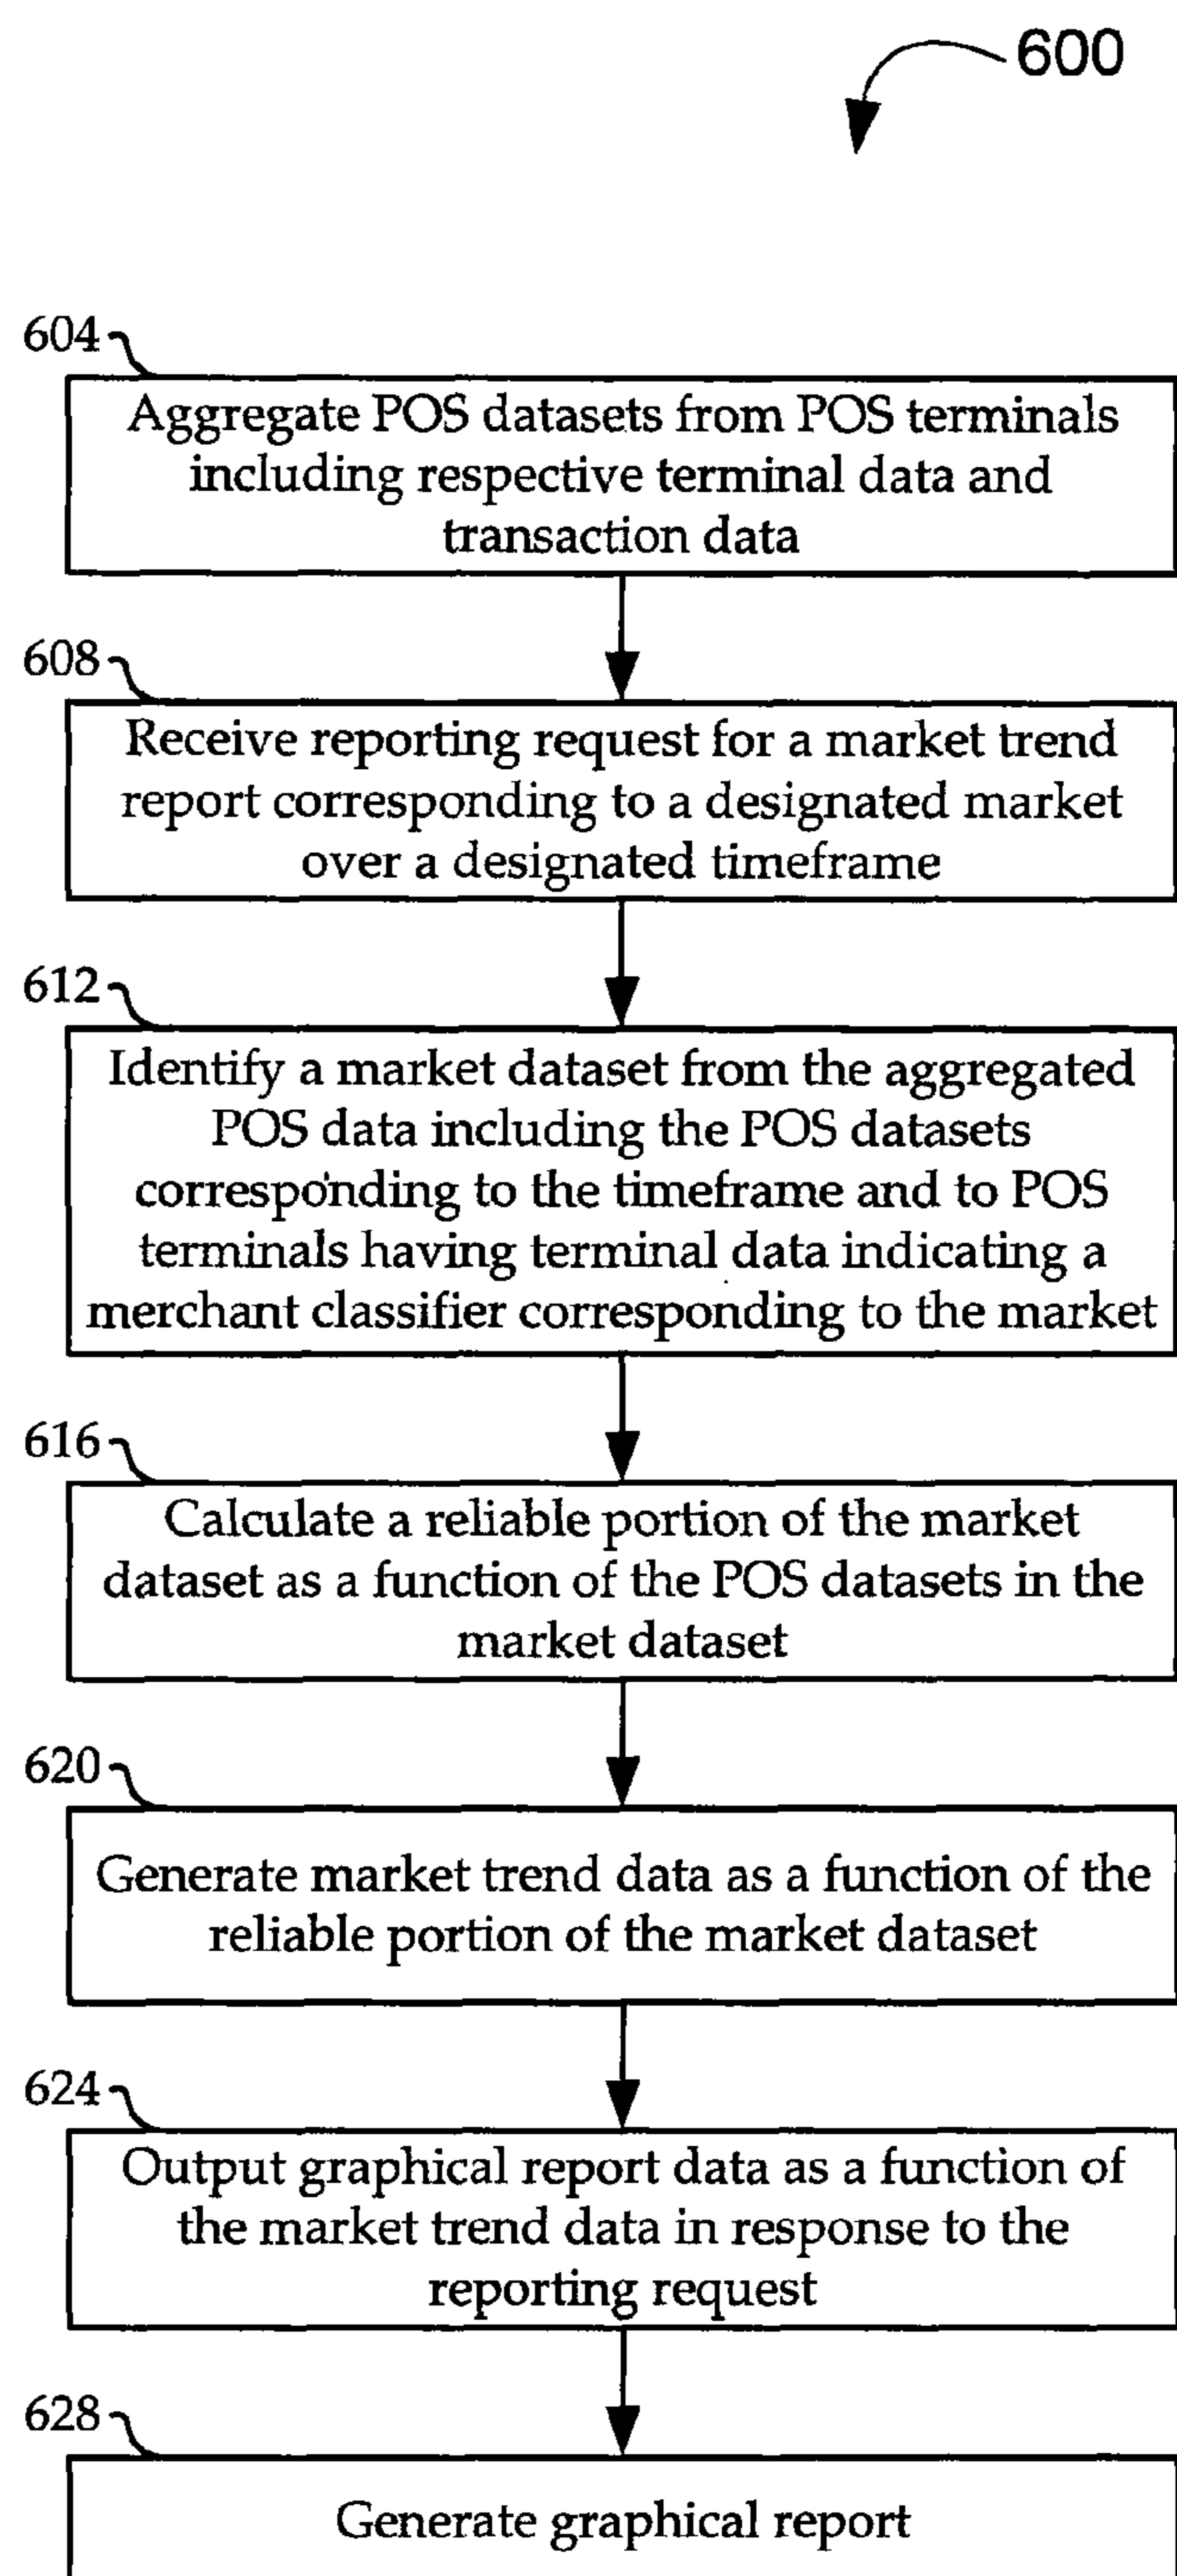 600
604
Aggregate POS datasets from POS terminals
including respective terminal data and
transaction data
608
Receive reporting request for a market trend
report corresponding to a designated market
over a designated timeframe
612
Identify a market dataset from the aggregated
POS data including the POS datasets
corresponding to the timeframe and to POS
terminals having terminal data indicating a
merchant classifier corresponding to the market
616
Calculate a reliable portion of the market
dataset as a function of the POS datasets in the
market dataset
620
Generate market trend data as a function of the
reliable portion of the market dataset
624
Output graphical report data as a function of
the market trend data in response to the
reporting request
628
Generate graphical report